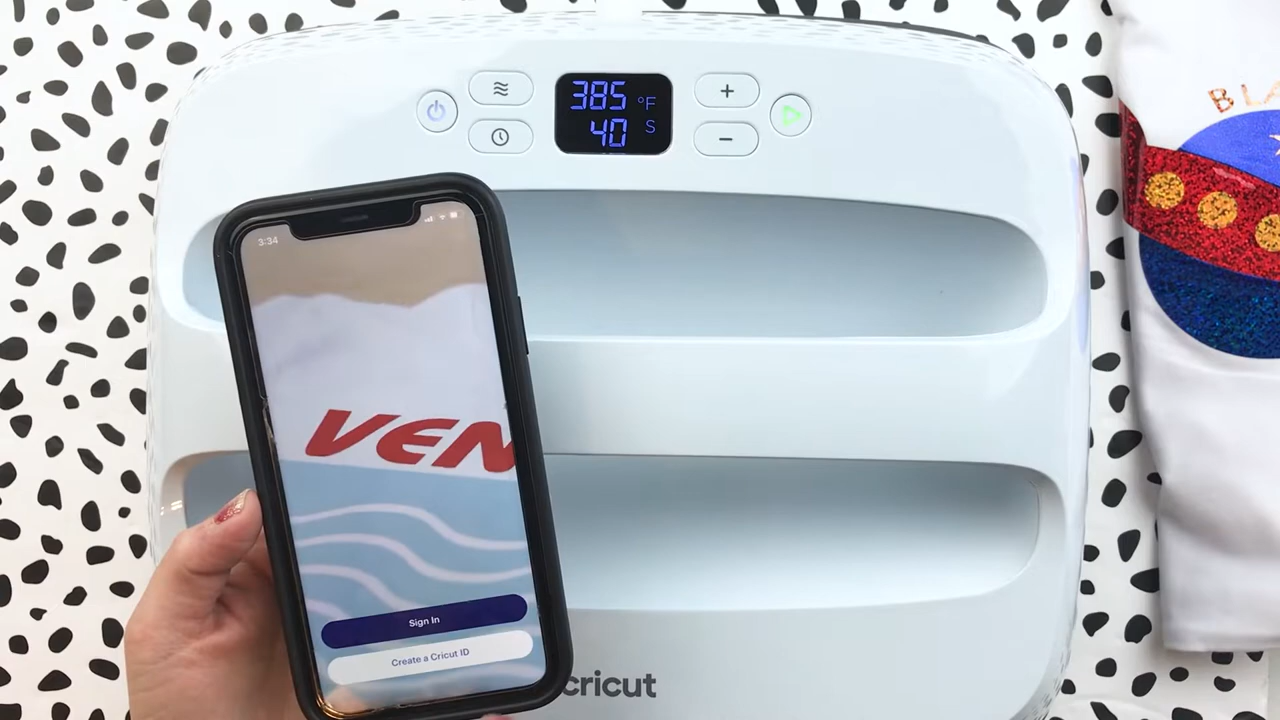 385 °F
40 S
BLA
3:34
VEN
Sign In
Create a Cricut ID
cricut